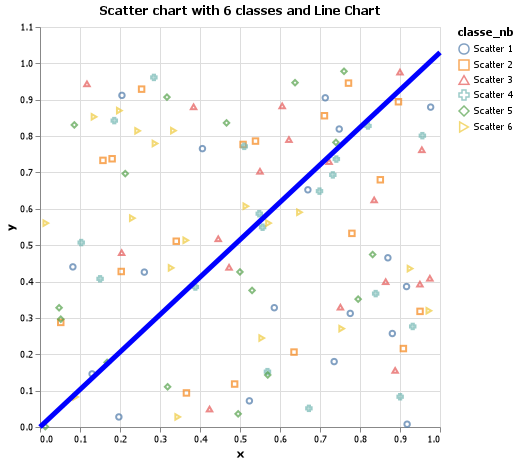 Scatter chart with 6 classes and Line Chart
classe_nb
Scatter 1
Scatter 2
Scatter 3
Scatter 4
Scatter 5
Scatter 6
y
1.1
1.0
0.9
0.8
0.7
0.6
0.5
0.4
0.3
0.2
0.1
0.0
0.0 0.1 0.2 0.3 0.4 0.5 0.6 0.7 0.8 0.9 1.0
x